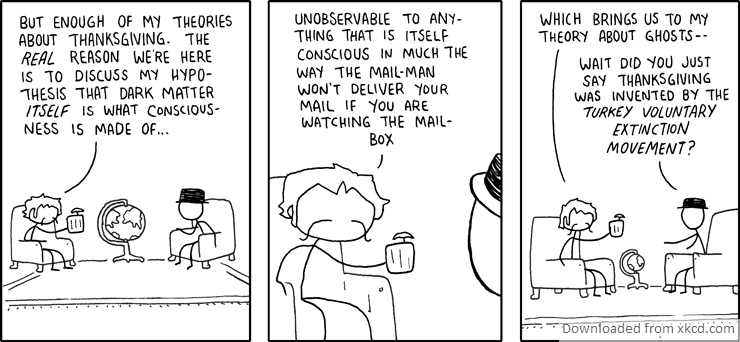 BUT ENOUGH OF MY THEORIES
ABOUT THANKSGIVING. THE
REAL REASON WE'RE HERE
IS TO DISCUSS MY HYPO-
THESIS THAT DARK MATTER
ITSELF IS WHAT CONSCIOUS-
NESS IS MADE OF...
UNOBSERVABLE TO ANY-
THING THAT IS ITSELF
CONSCIOUS IN MUCH THE
WAY THE MAIL-MAN
WON'T DELIVER YOUR
MAIL IF YOU ARE
WATCHING THE MAIL-
BOX
WHICH BRINGS US TO MY
THEORY ABOUT GHOSTS--
WAIT DID YOU JUST
SAY THANKSGIVING
WAS INVENTED BY THE
TURKEY VOLUNTARY
EXTINCTION
MOVEMENT?
Downloaded from xkcd.com